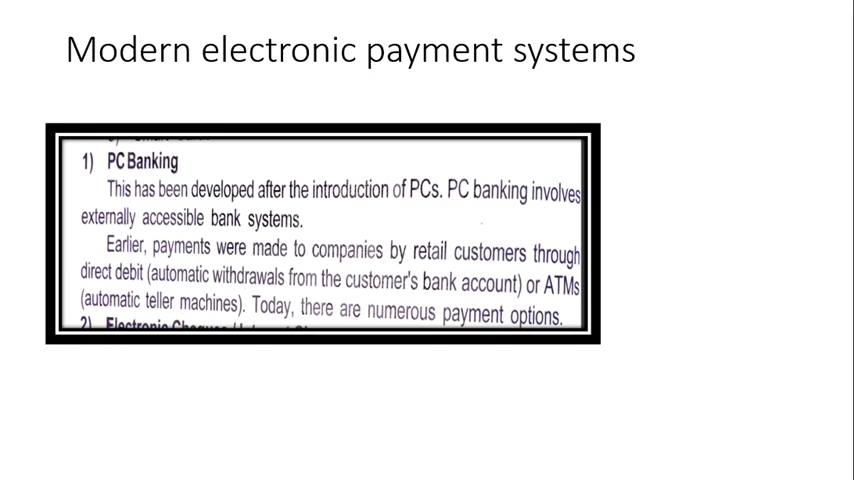 Modern electronic payment systems
1) PC Banking
This has been developed after the introduction of PCs. PC banking involves
externally accessible bank systems.
Earlier, payments were made to companies by retail customers through
direct debit (automatic withdrawals from the customer's bank account) or ATMs
(automatic teller machines). Today, there are numerous payment options.
2) Electronic